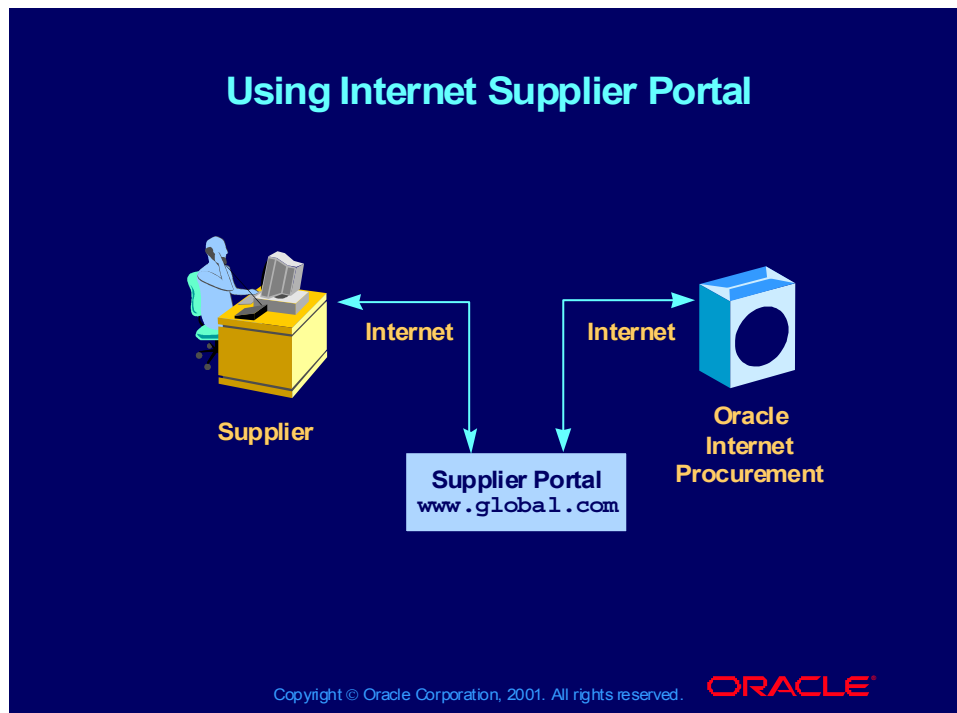 Using Internet Supplier Portal
Internet
Internet
Supplier
Oracle
Internet
Procurement
Supplier Portal
www.global.com
Copyright © Oracle Corporation, 2001. All rights reserved.
ORACLE®